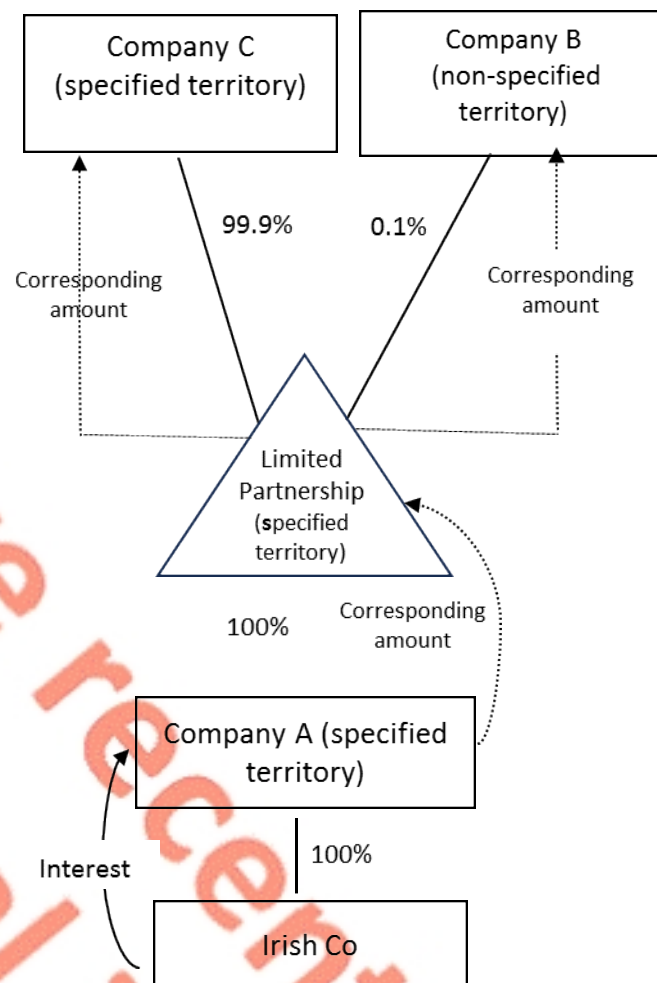 Company C
(specified territory)
Company B
(non-specified
territory)
99.9%
0.1%
Corresponding
amount
Corresponding
amount
Limited
Partnership
(specified
territory)
100%
Corresponding
amount
Company A (specified
territory)
Interest
100%
Irish Co
recent